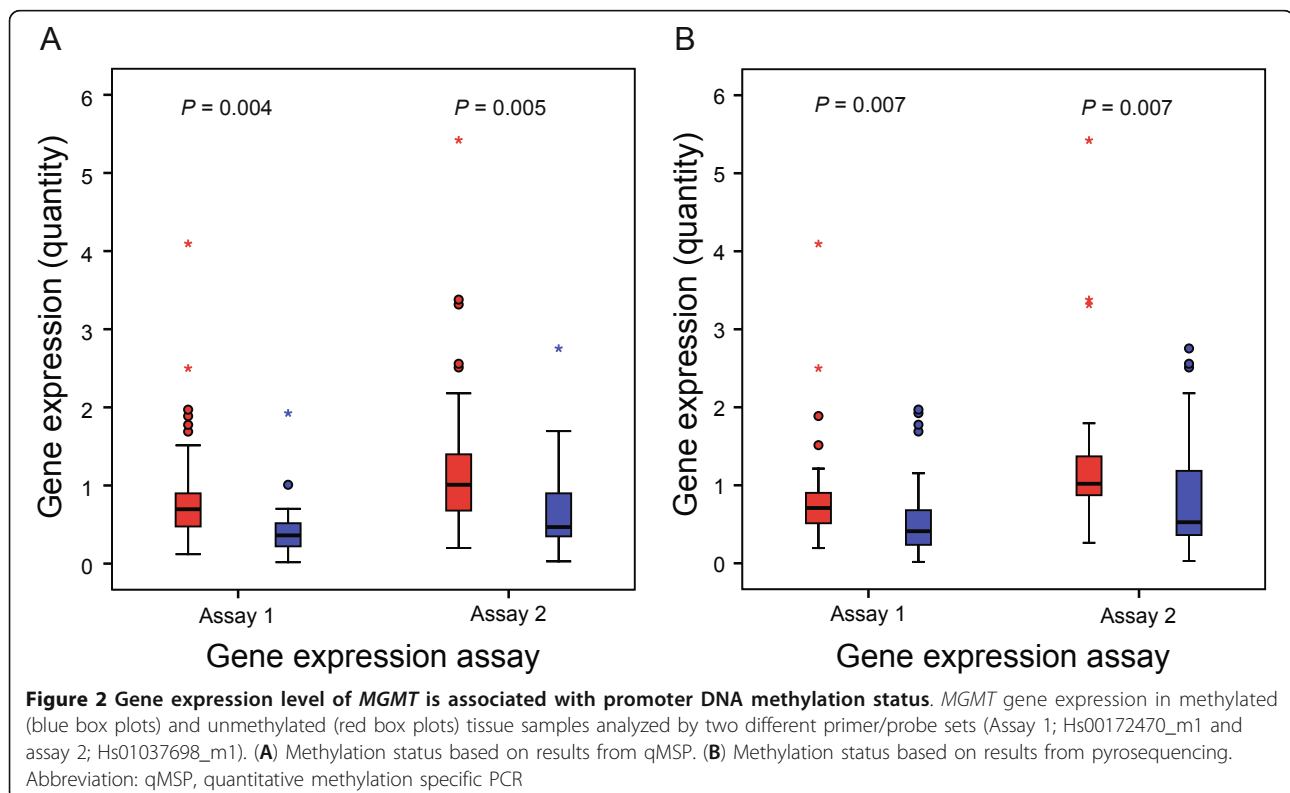 A
B
Gene expression (quantity)
6
5
4
3
2
1
0
P = 0.004
P = 0.005
Assay 1
Assay 2
Gene expression assay
Gene expression (quantity)
6
5
4
3
2
1
0
P = 0.007
P = 0.007
Assay 1
Assay 2
Gene expression assay
Figure 2 Gene expression level of MGMT is associated with promoter DNA methylation status. MGMT gene expression in methylated
(blue box plots) and unmethylated (red box plots) tissue samples analyzed by two different primer/probe sets (Assay 1; Hs00172470_m1 and
assay 2; Hs01037698_m1). (A) Methylation status based on results from qMSP. (B) Methylation status based on results from pyrosequencing.
Abbreviation: qMSP, quantitative methylation specific PCR